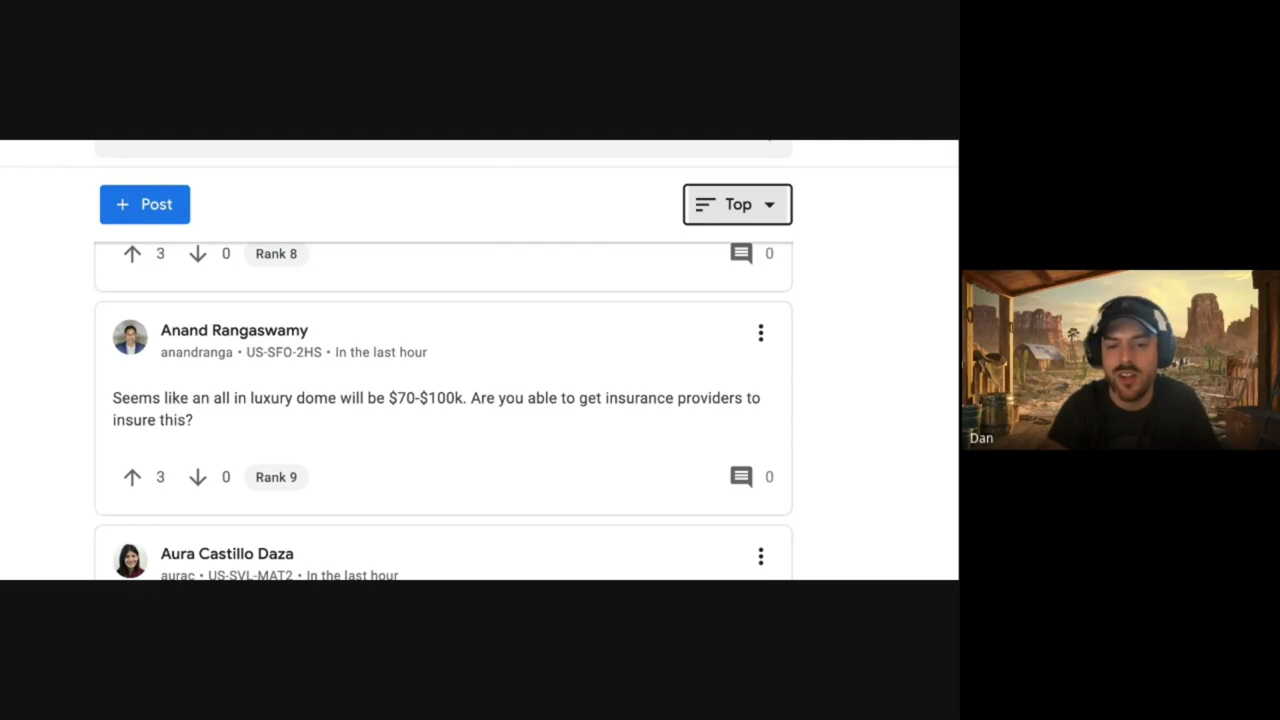 + Post
Top
3 0 Rank 8 0
Anand Rangaswamy
anandranga • US-SFO-2HS • In the last hour
Seems like an all in luxury dome will be $70-$100k. Are you able to get insurance providers to
insure this?
3 0 Rank 9 0
Aura Castillo Daza
aurac • US-SVL-MAT2 • In the last hour
Dan